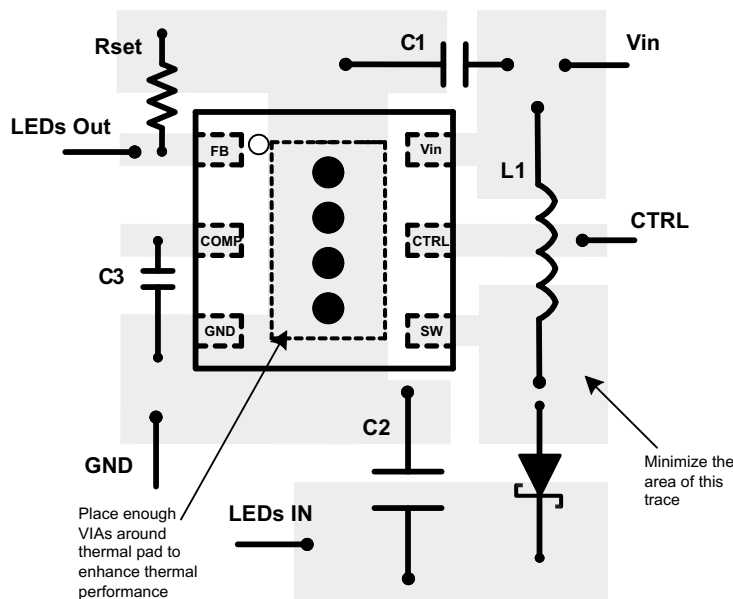 Rset
C1
Vin
LEDs Out
FB
Vin
L1
COMP
CTRL
CTRL
C3
GND
SW
C2
GND
Minimize the
area of this
trace
Place enough
VIAs around
thermal pad to
enhance thermal
performance
LEDs IN